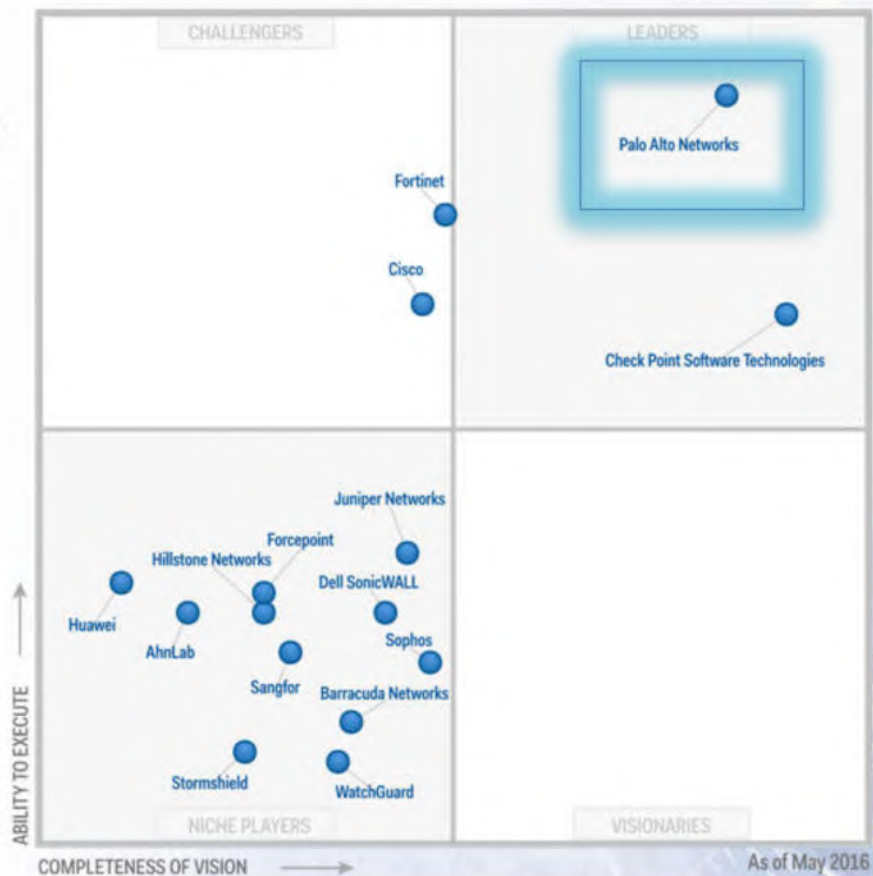 CHALLENGERS
LEADERS
Palo Alto Networks
Fortinet
Cisco
Check Point Software Technologies
Juniper Networks
Forcepoint
Hillstone Networks
Dell SonicWALL
Huawei
AhnLab
Sophos
Sangfor
Barracuda Networks
Stormshield
WatchGuard
NICHE PLAYERS
VISIONARIES
ABILITY TO EXECUTE
COMPLETENESS OF VISION
As of May 2016